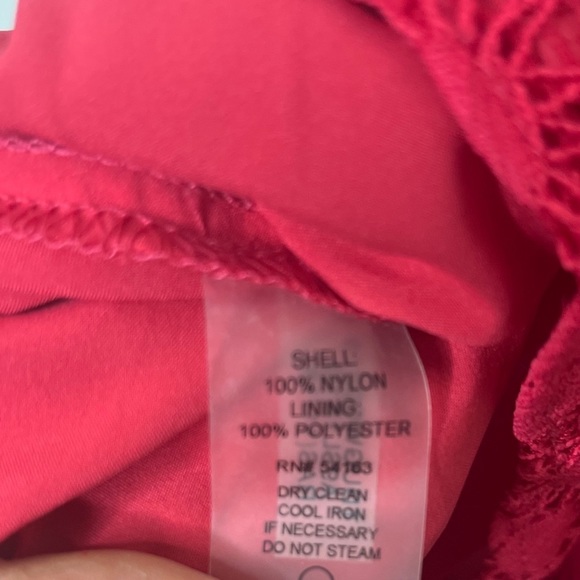 SHELL:
100% NYLON
LINING:
100% POLYESTER
RN# 54163
DRY CLEAN
COOL IRON
IF NECESSARY
DO NOT STEAM